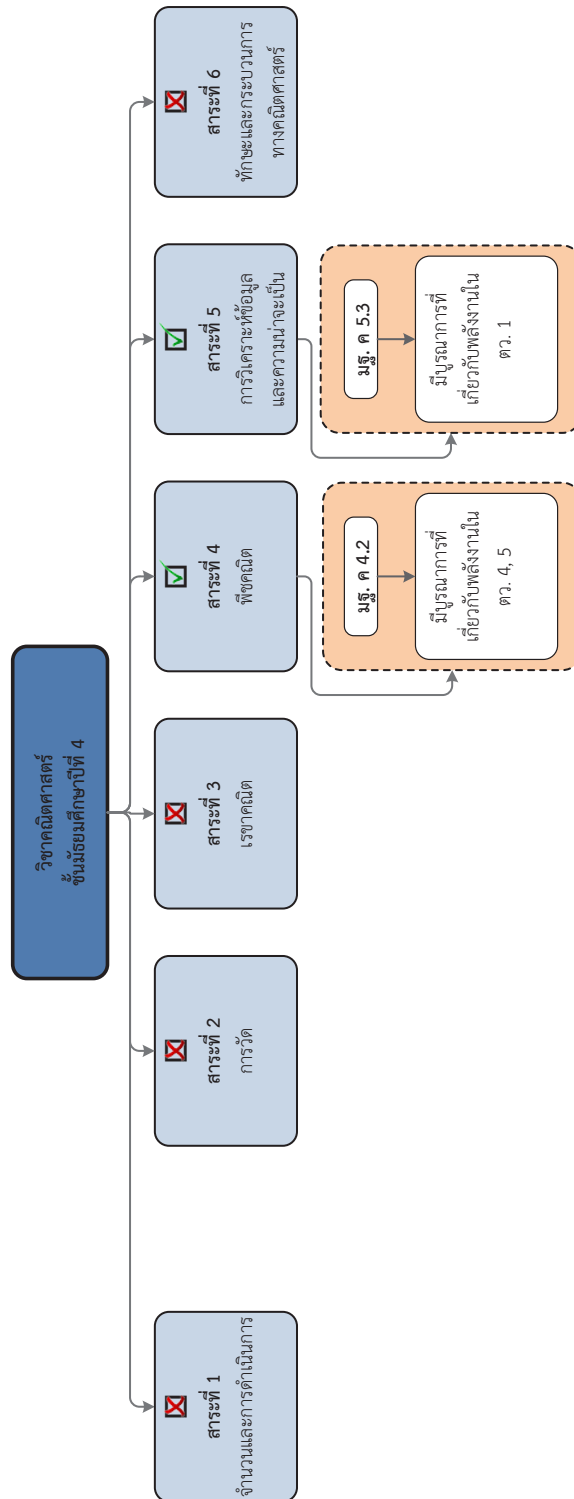 วิชาคณิตศาสตร์
ชั้นมัธยมศึกษาปีที่ 4
สาระที่ 1
จำนวนและการดำเนินการ
สาระที่ 2
การวัด
สาระที่ 3
เรขาคณิต
สาระที่ 4
พีชคณิต
สาระที่ 5
การวิเคราะห์ข้อมูล
และความน่าจะเป็น
สาระที่ 6
ทักษะและกระบวนการ
ทางคณิตศาสตร์
มฐ. ค 4.2
มีบูรณาการที่
เกี่ยวกับพลังงานใน
ตว. 4, 5
มฐ. ค 5.3
มีบูรณาการที่
เกี่ยวกับพลังงานใน
ตว. 1